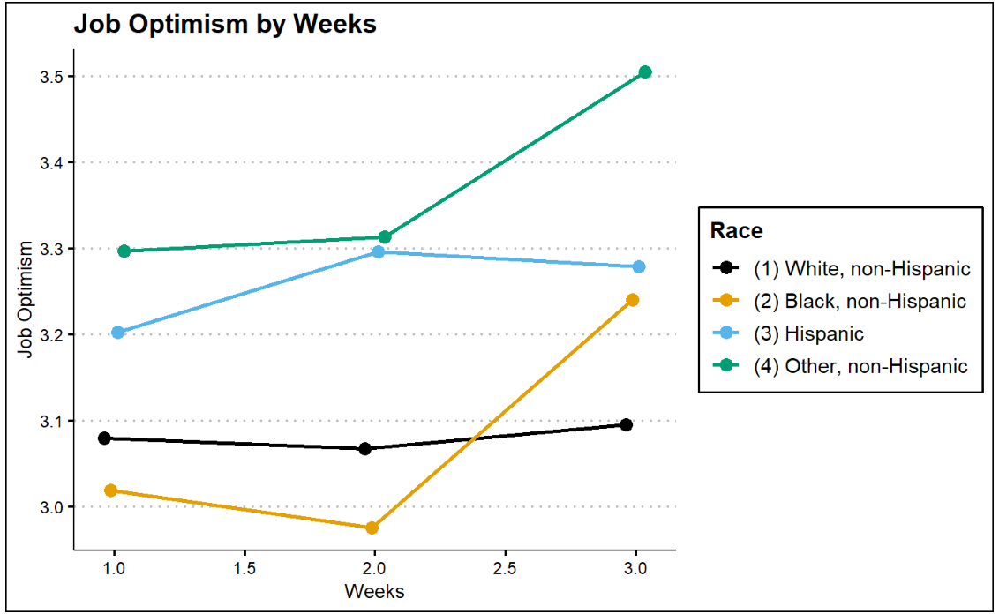 Job Optimism by Weeks
3.5
3.4
3.3
3.2
3.1
3.0
Job Optimism
1.0 1.5 2.0 2.5 3.0
Weeks
Race
(1) White, non-Hispanic
(2) Black, non-Hispanic
(3) Hispanic
(4) Other, non-Hispanic